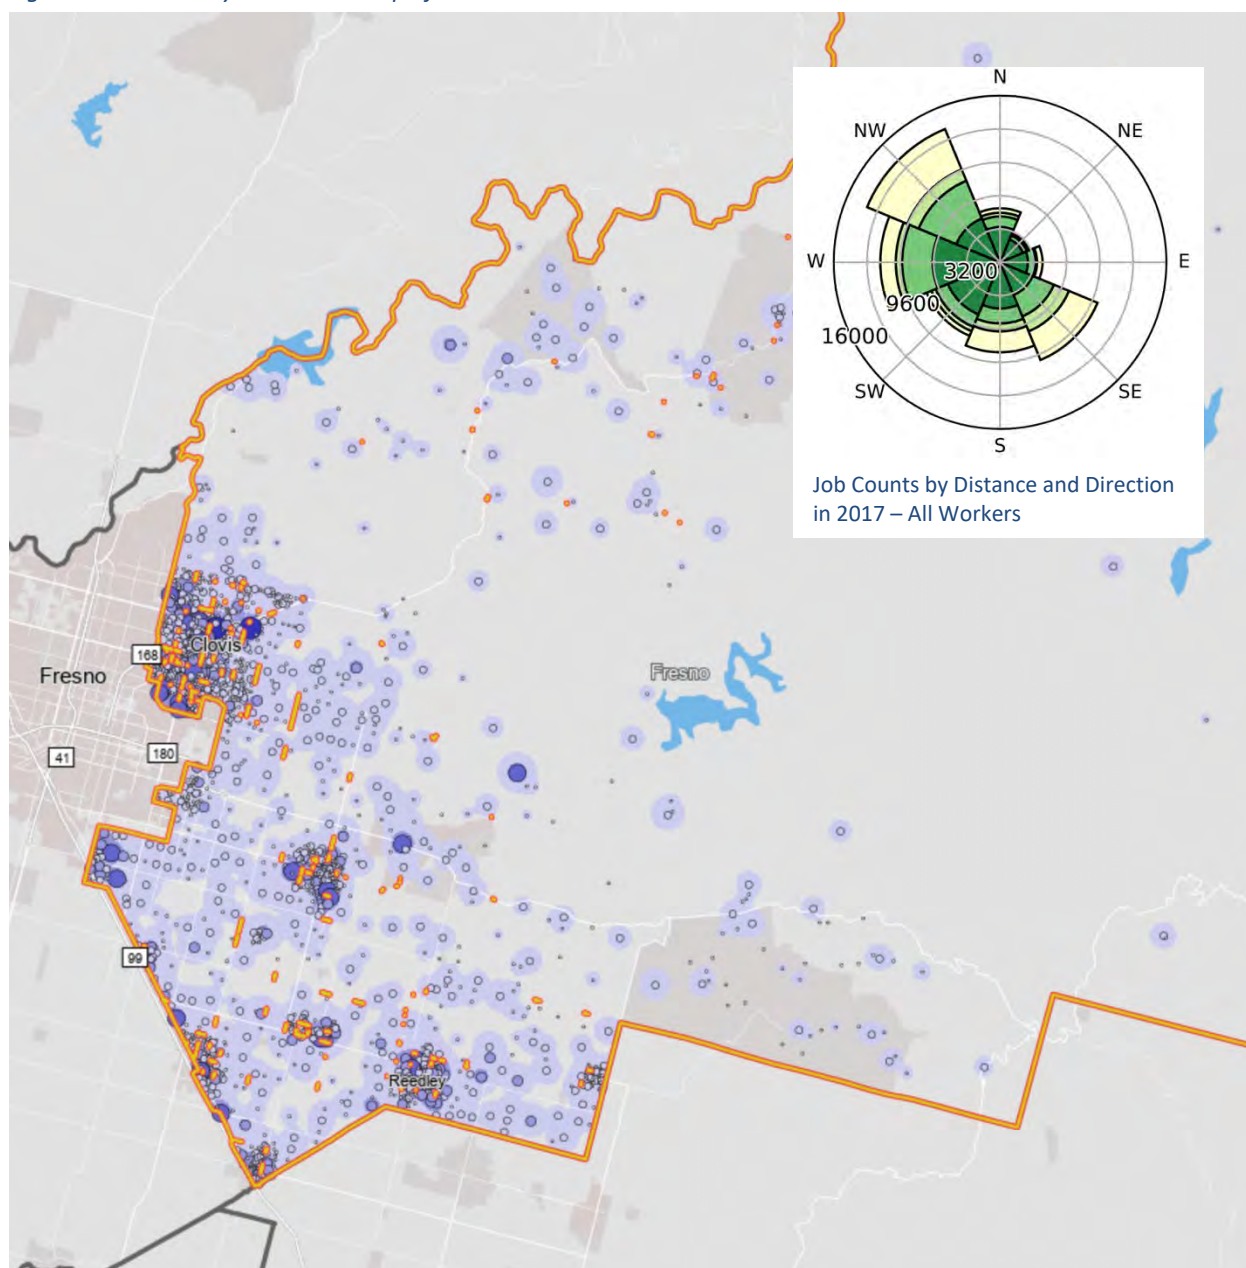 N
NW
NE
W
E
3200
9600
16000
SW
SE
S
Job Counts by Distance and Direction
in 2017 – All Workers
Clovis
168
Fresno
Fresno
41
180
99
Reedley